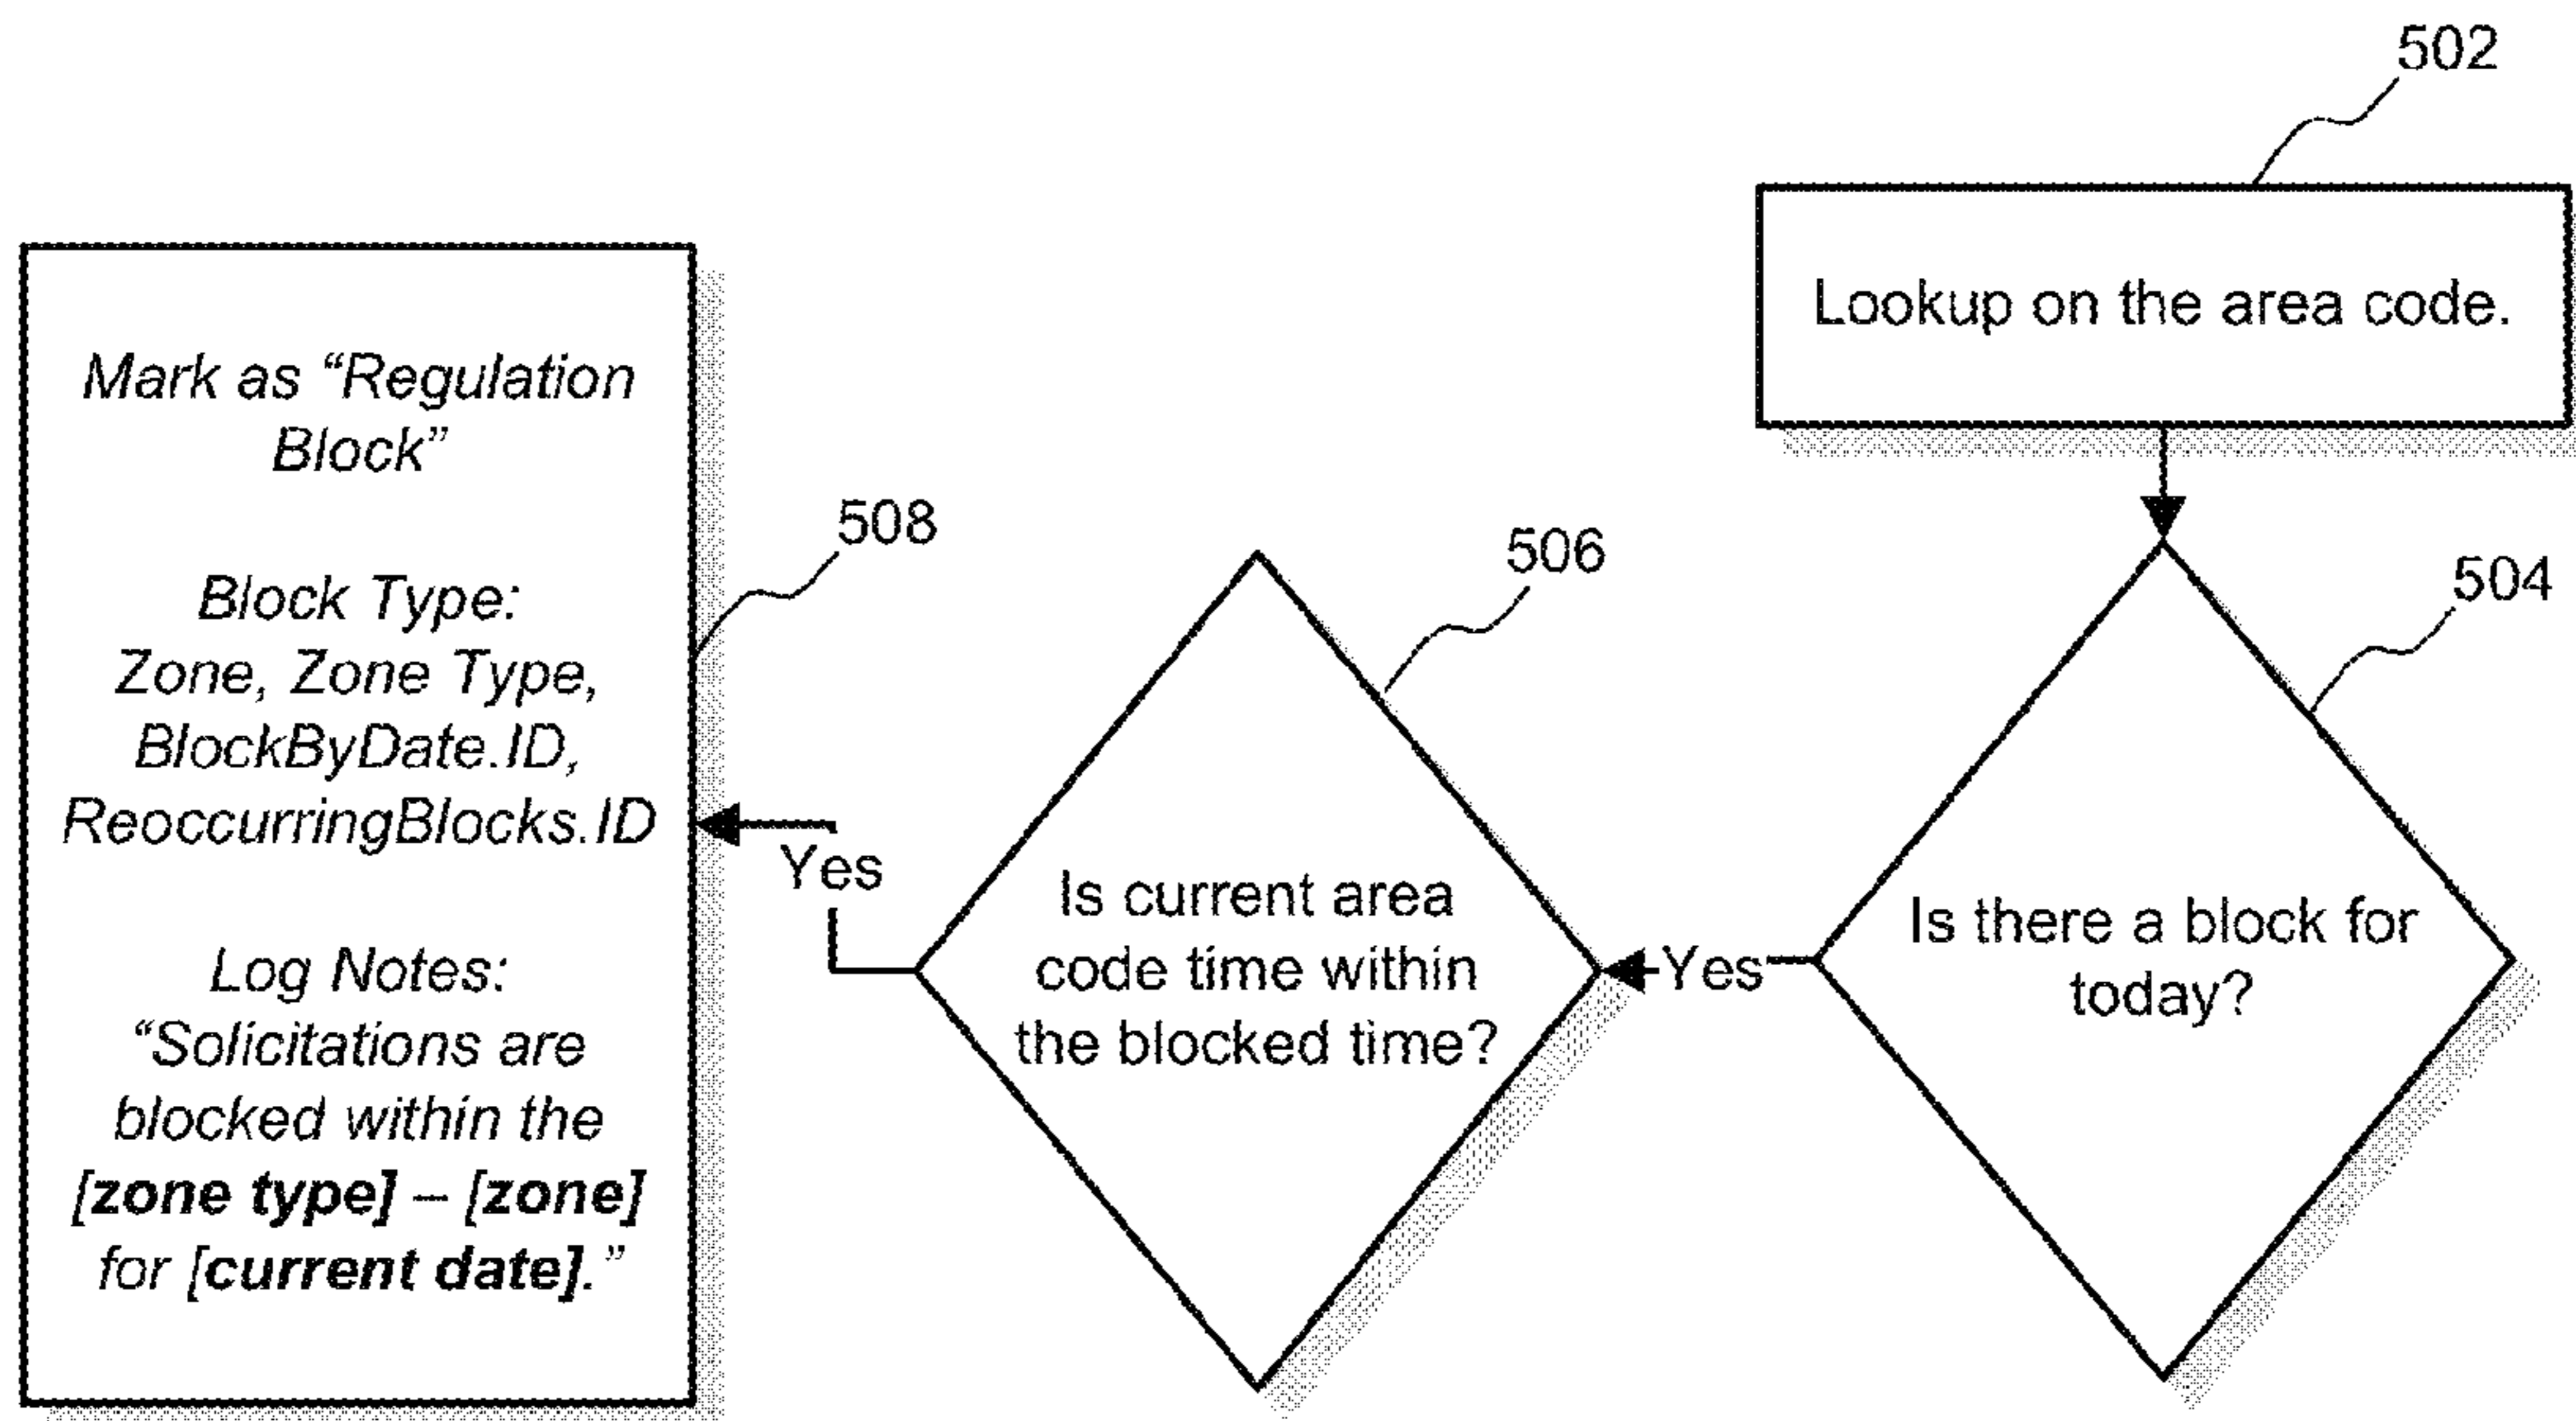 502
Lookup on the area code.
504
Is there a block for
today?
Yes
506
Is current area
code time within
the blocked time?
Yes
508
Mark as “Regulation
Block”
Block Type:
Zone, Zone Type,
BlockByDate.ID,
ReoccurringBlocks.ID
Log Notes:
“Solicitations are
blocked within the
[zone type] – [zone]
for [current date].”